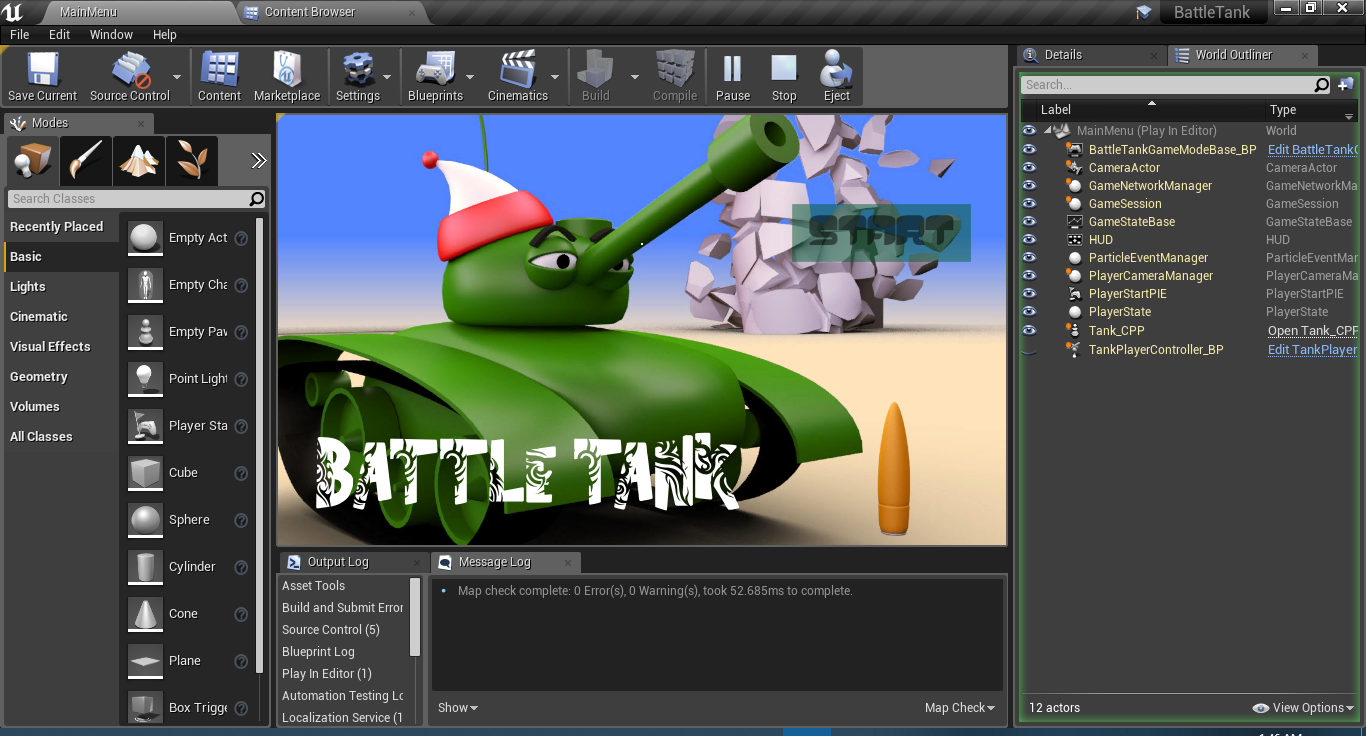 MainMenu
Content Browser
BattleTank
File Edit Window Help
Save Current
Source Control
Content
Marketplace
Settings
Blueprints
Cinematics
Build
Compile
Pause
Stop
Eject
Modes
Search Classes
Recently Placed
Basic
Lights
Cinematic
Visual Effects
Geometry
Volumes
All Classes
Empty Act
Empty Cha
Empty Paw
Point Light
Player Sta
Cube
Sphere
Cylinder
Cone
Plane
Box Trigge
START
BATTLE TANK
Output Log
Message Log
Asset Tools
Build and Submit Error
Source Control (5)
Blueprint Log
Play In Editor (1)
Automation Testing Lo
Localization Service (1
Map check complete: 0 Error(s), 0 Warning(s), took 52.685ms to complete.
Show
Map Check
Details
World Outliner
Search...
Label Type
MainMenu (Play In Editor) World
BattleTankGameModeBase_BP Edit BattleTankG
CameraActor CameraActor
GameNetworkManager GameNetworkMa
GameSession GameSession
GameStateBase GameStateBase
HUD HUD
ParticleEventManager ParticleEventMan
PlayerCameraManager PlayerCameraMa
PlayerStartPIE PlayerStartPIE
PlayerState PlayerState
Tank_CPP Open Tank_CPP
TankPlayerController_BP Edit TankPlayer
12 actors
View Options